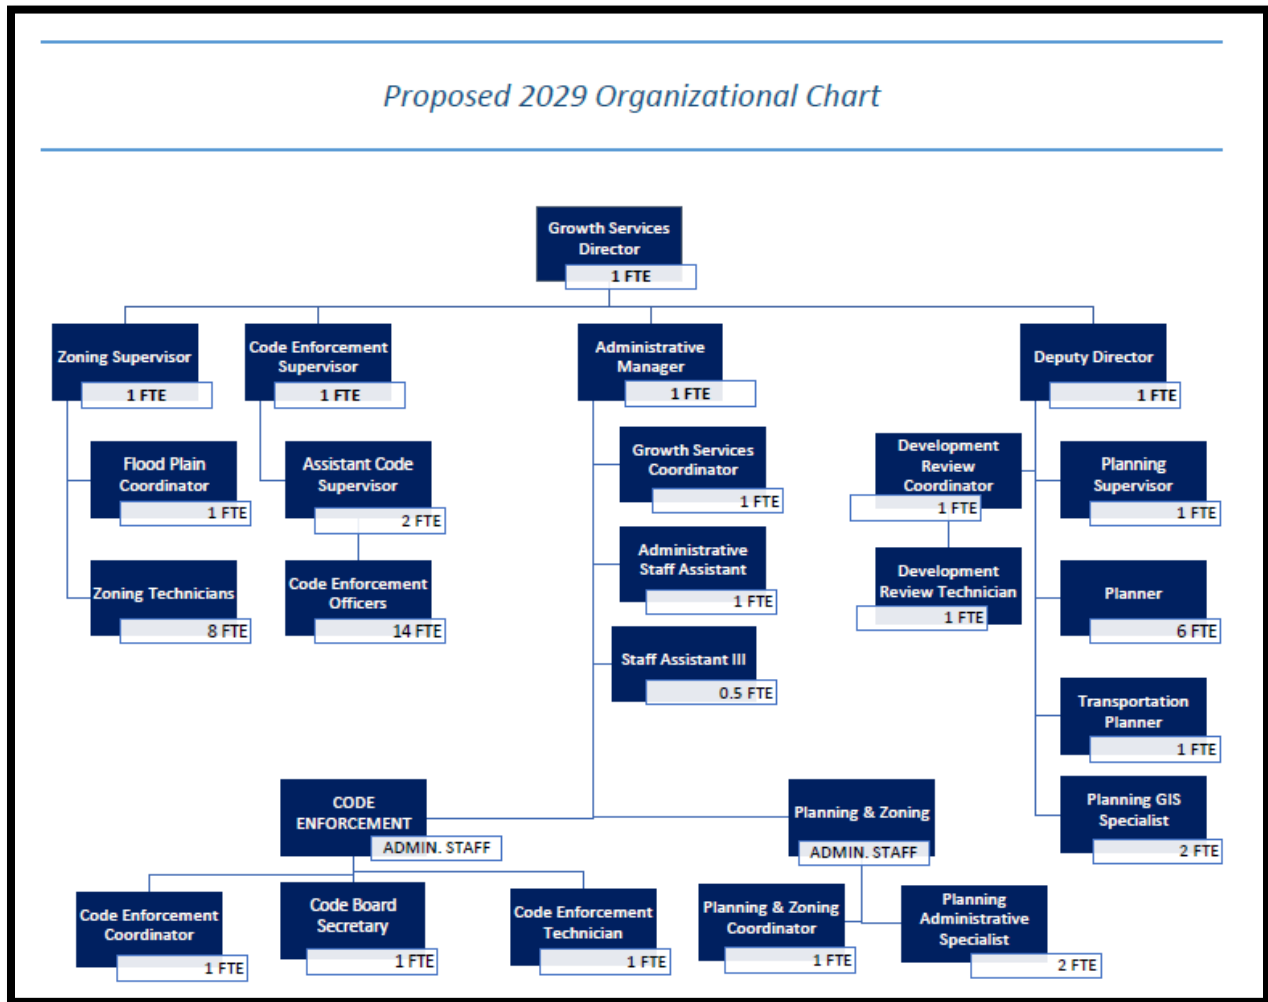 Proposed 2029 Organizational Chart
Growth Services
Director
1 FTE
Zoning Supervisor
1 FTE
Code Enforcement
Supervisor
1 FTE
Administrative
Manager
1 FTE
Deputy Director
1 FTE
Flood Plain
Coordinator
1 FTE
Zoning Technicians
8 FTE
Assistant Code
Supervisor
2 FTE
Code Enforcement
Officers
14 FTE
Growth Services
Coordinator
1 FTE
Administrative
Staff Assistant
1 FTE
Staff Assistant III
0.5 FTE
Development
Review
Coordinator
1 FTE
Development
Review Technician
1 FTE
Planning
Supervisor
1 FTE
Planner
6 FTE
Transportation
Planner
1 FTE
Planning GIS
Specialist
2 FTE
CODE
ENFORCEMENT
ADMIN. STAFF
Planning & Zoning
ADMIN. STAFF
Code Enforcement
Coordinator
1 FTE
Code Board
Secretary
1 FTE
Code Enforcement
Technician
1 FTE
Planning & Zoning
Coordinator
1 FTE
Planning
Administrative
Specialist
2 FTE